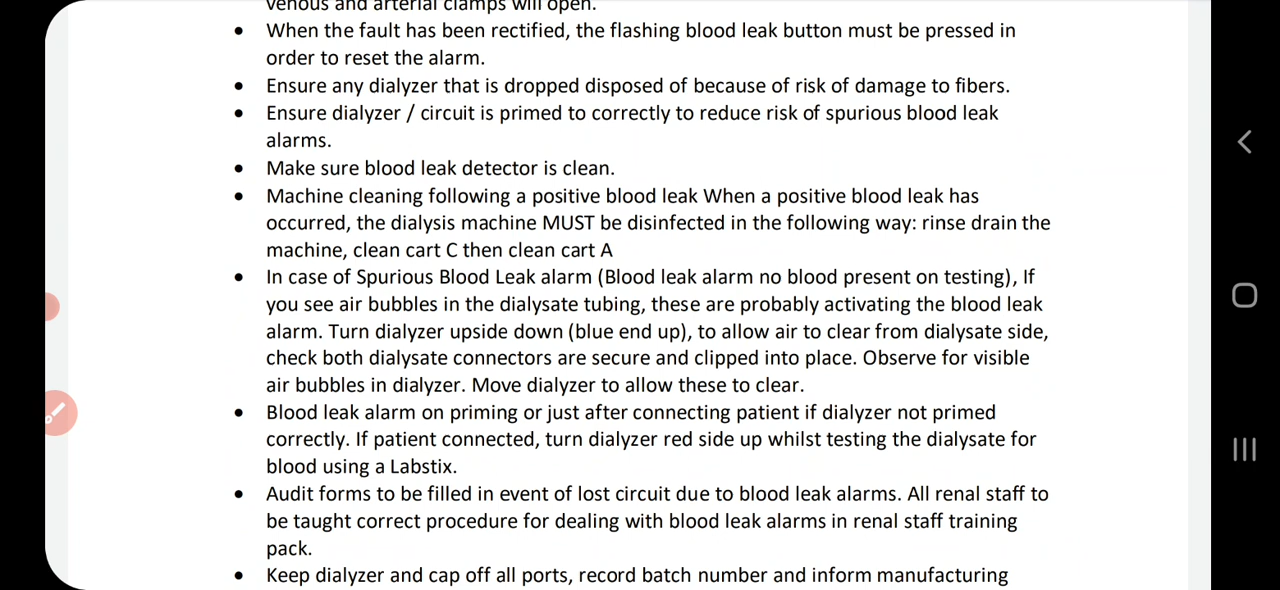 venous and arterial clamps will open.
• When the fault has been rectified, the flashing blood leak button must be pressed in
order to reset the alarm.
• Ensure any dialyzer that is dropped disposed of because of risk of damage to fibers.
• Ensure dialyzer / circuit is primed to correctly to reduce risk of spurious blood leak
alarms.
• Make sure blood leak detector is clean.
• Machine cleaning following a positive blood leak When a positive blood leak has
occurred, the dialysis machine MUST be disinfected in the following way: rinse drain the
machine, clean cart C then clean cart A
• In case of Spurious Blood Leak alarm (Blood leak alarm no blood present on testing), If
you see air bubbles in the dialysate tubing, these are probably activating the blood leak
alarm. Turn dialyzer upside down (blue end up), to allow air to clear from dialysate side,
check both dialysate connectors are secure and clipped into place. Observe for visible
air bubbles in dialyzer. Move dialyzer to allow these to clear.
• Blood leak alarm on priming or just after connecting patient if dialyzer not primed
correctly. If patient connected, turn dialyzer red side up whilst testing the dialysate for
blood using a Labstix.
• Audit forms to be filled in event of lost circuit due to blood leak alarms. All renal staff to
be taught correct procedure for dealing with blood leak alarms in renal staff training
pack.
• Keep dialyzer and cap off all ports, record batch number and inform manufacturing